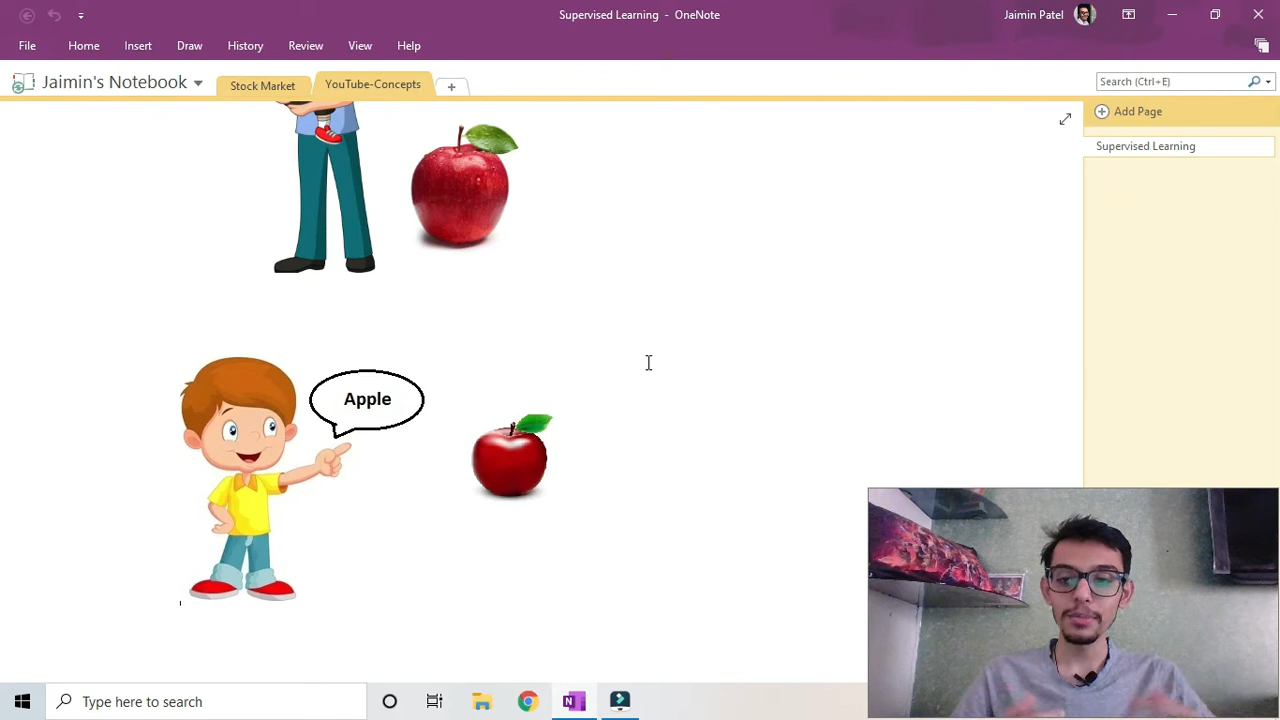 Supervised Learning - OneNote
Jaimin Patel
File Home Insert Draw History Review View Help
Jaimin's Notebook
Stock Market
YouTube-Concepts
Search (Ctrl+E)
Add Page
Supervised Learning
Apple
Type here to search